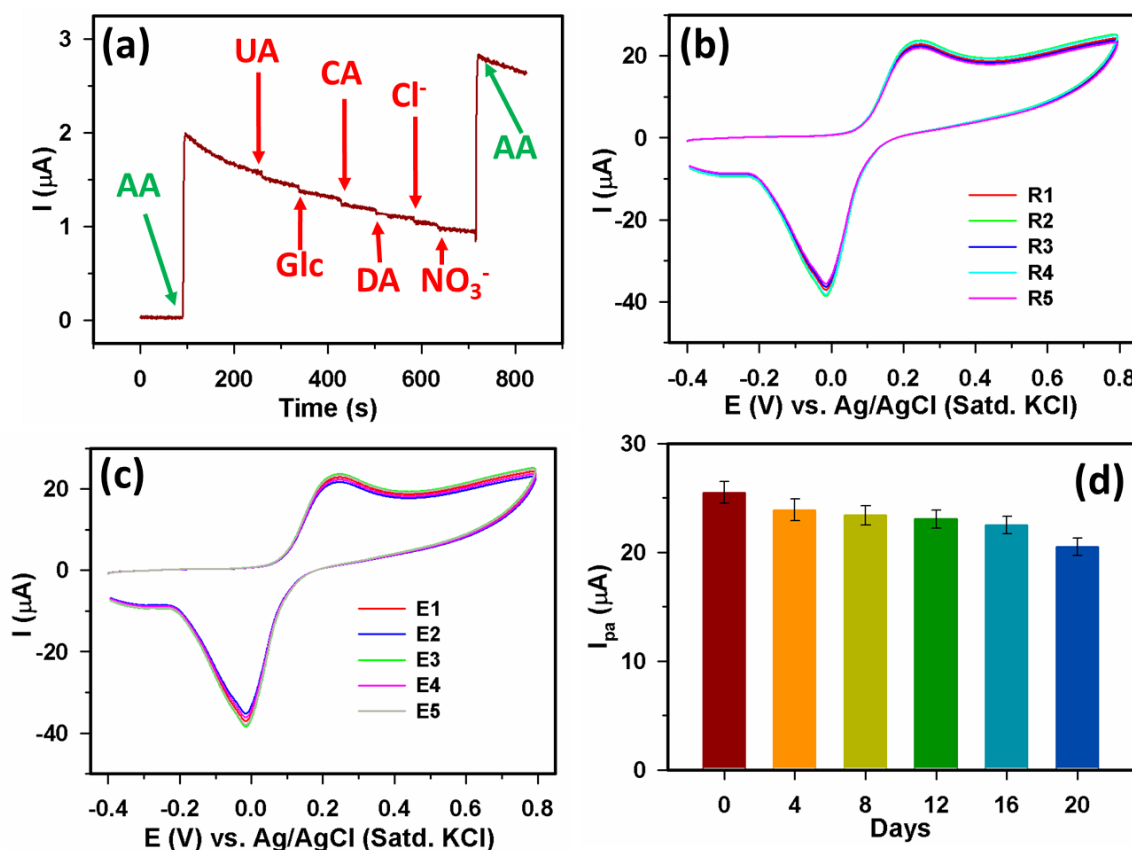 (a)
3
2
1
0
I (μA)
AA
UA
CA
Cl⁻
AA
Glc
DA
NO₃⁻
0 200 400 600 800
Time (s)
(b)
20
0
-20
-40
I (μA)
R1
R2
R3
R4
R5
-0.4 -0.2 0.0 0.2 0.4 0.6 0.8
E (V) vs. Ag/AgCl (Satd. KCl)
(c)
20
0
-20
-40
I (μA)
E1
E2
E3
E4
E5
-0.4 -0.2 0.0 0.2 0.4 0.6 0.8
E (V) vs. Ag/AgCl (Satd. KCl)
(d)
30
20
10
0
Ipa (μA)
0 4 8 12 16 20
Days